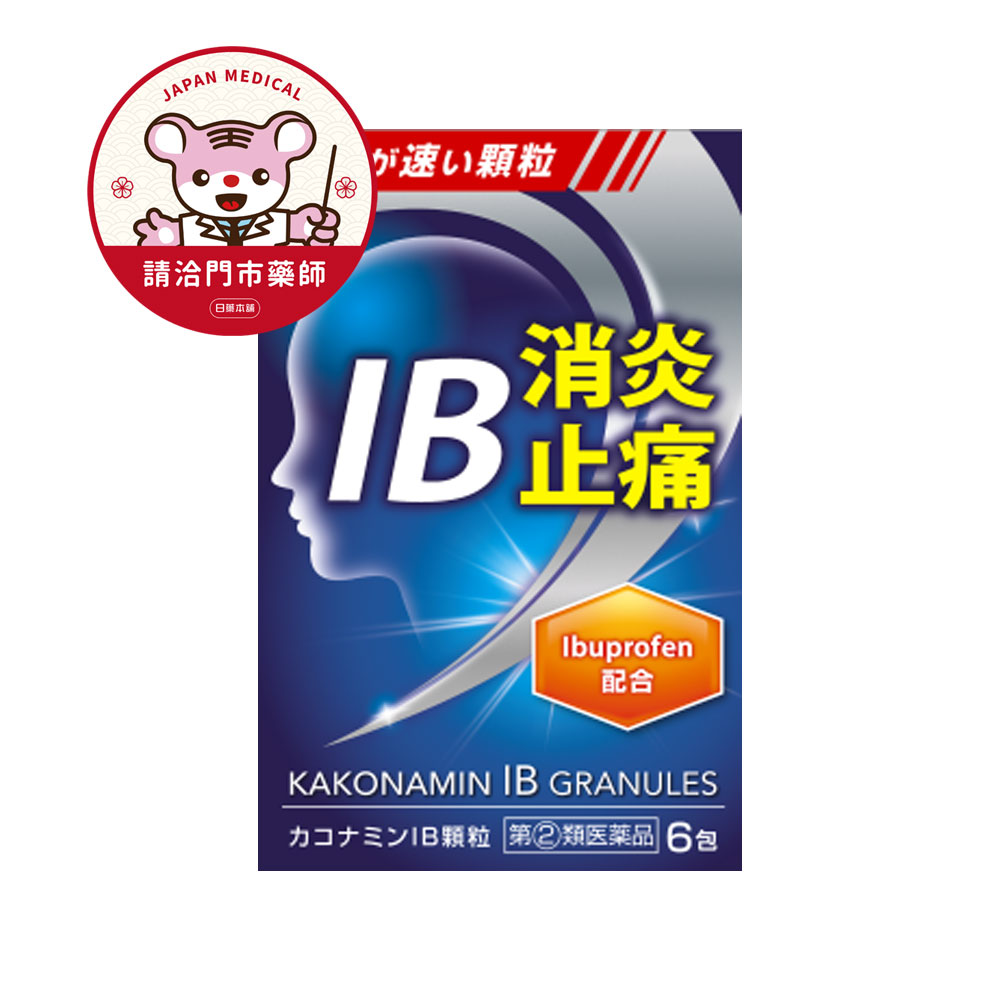 JAPAN MEDICAL
請洽門市藥師
日藥本舖
が速い顆粒
IB
消炎
止痛
Ibuprofen
配合
KAKONAMIN IB GRANULES
カコナミンIB顆粒 第②類医薬品 6包